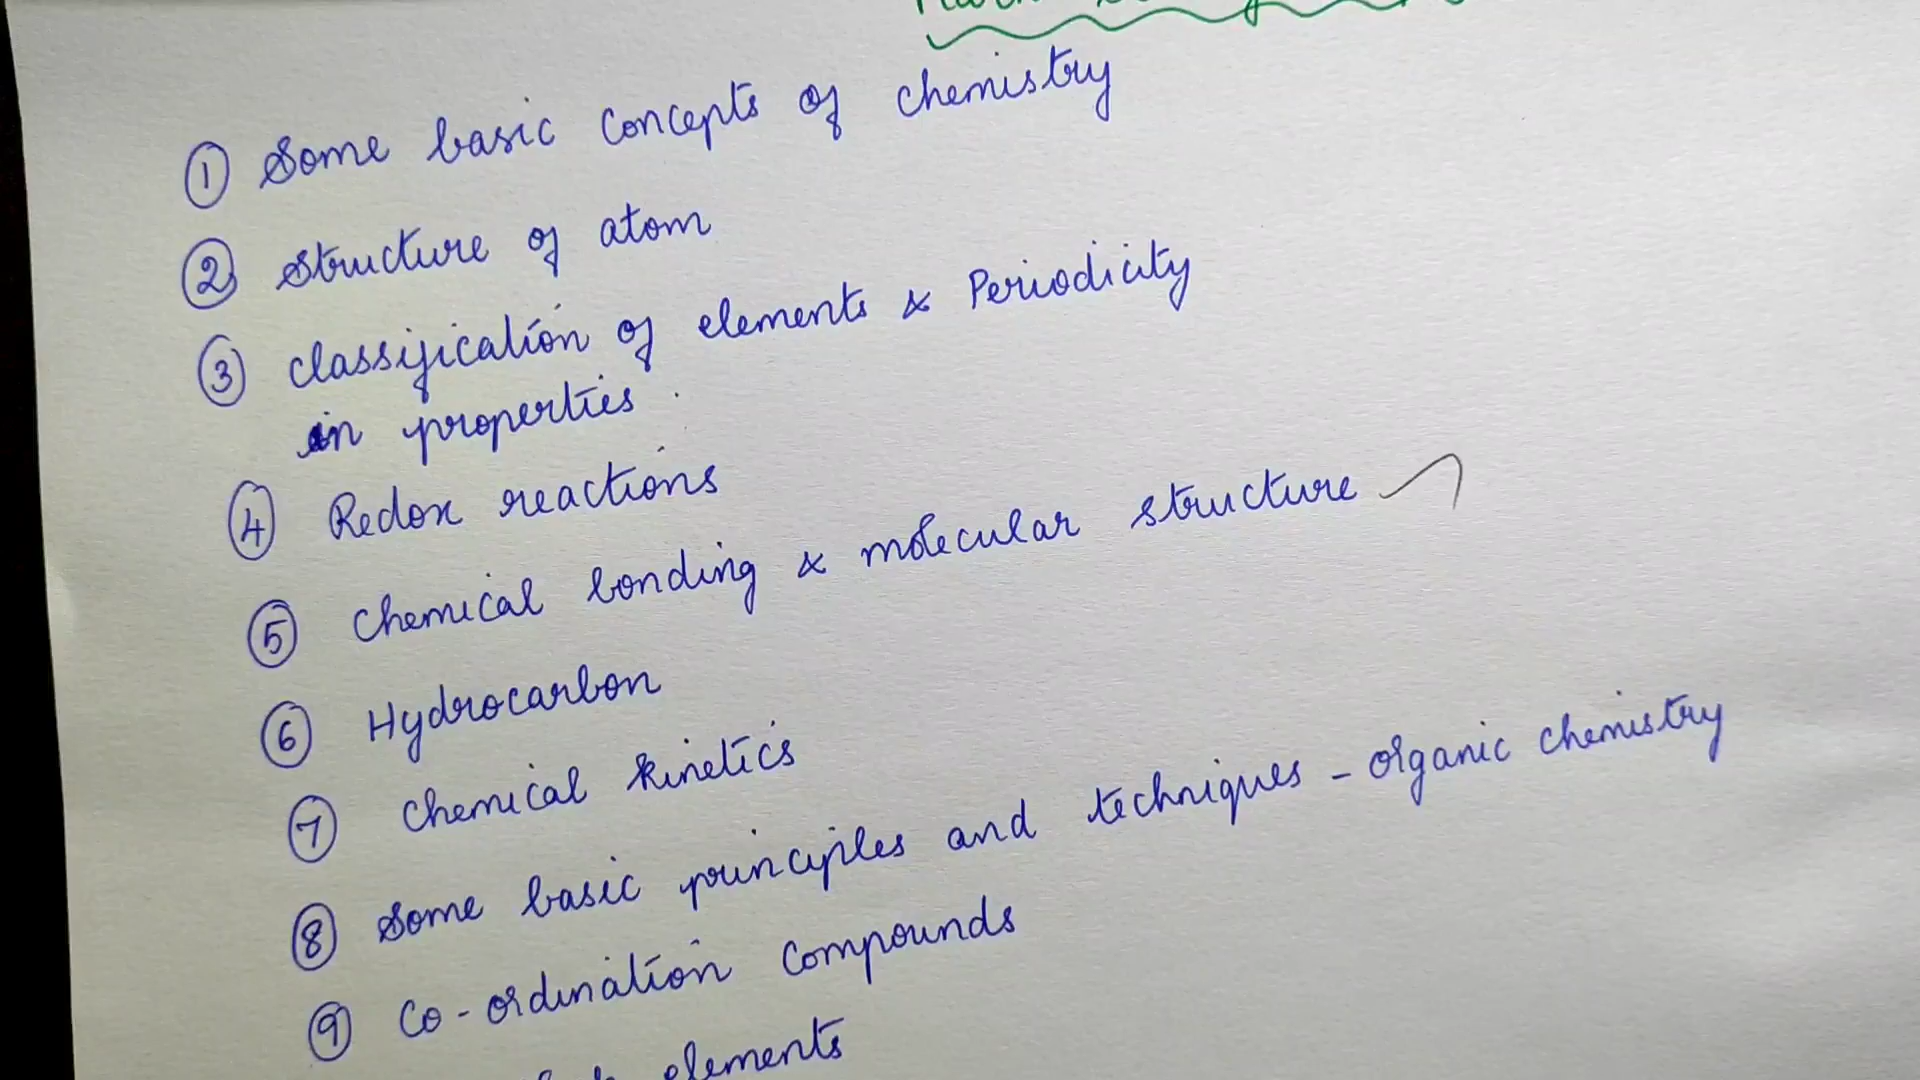 ① Some basic concepts of chemistry
② Structure of atom
③ classification of elements & Periodicity
in properties.
④ Redox reactions
⑤ Chemical bonding & molecular structure
⑥ Hydrocarbon
⑦ Chemical kinetics
⑧ Some basic principles and techniques - organic chemistry
⑨ Co-ordination Compounds
elements